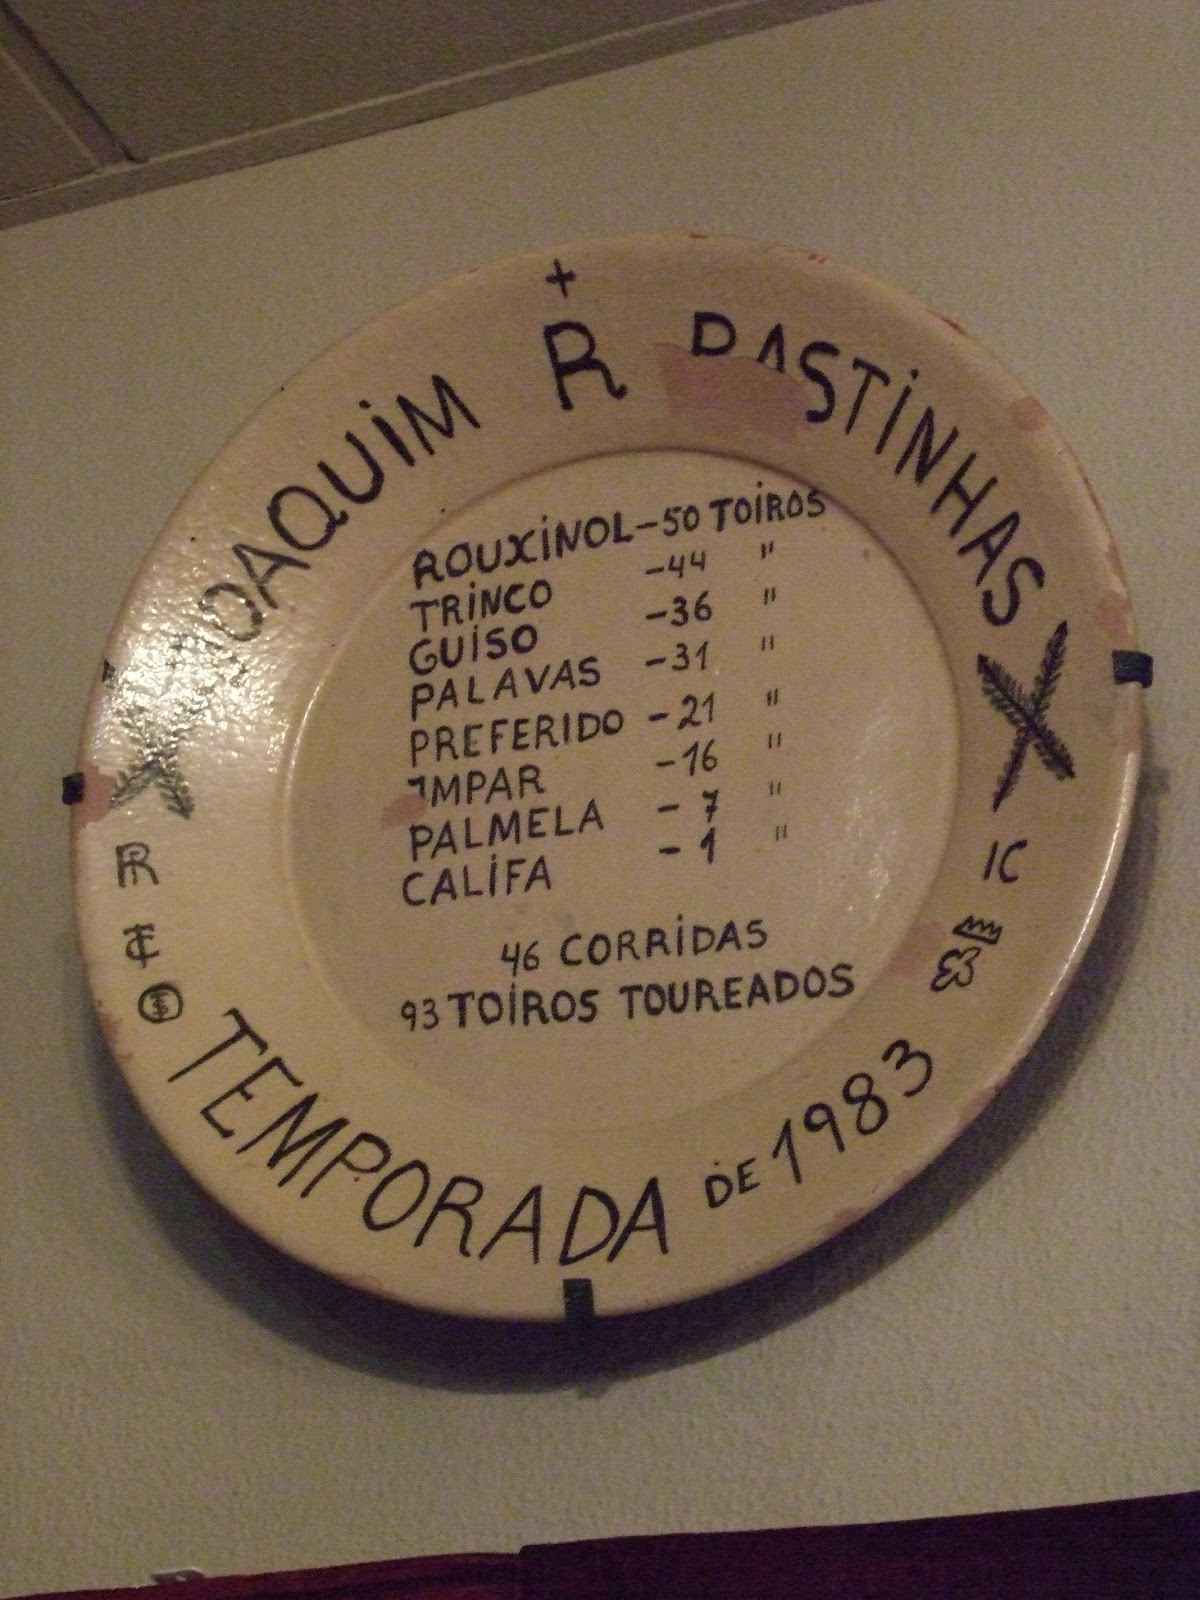 +
R
JOAQUIM BASTINHAS
ROUXINOL - 50 TOIROS
TRINCO - 44 "
GUISO - 36 "
PALAVAS - 31 "
PREFERIDO - 21 "
IMPAR - 16 "
PALMELA - 7 "
CALIFA - 1 "
46 CORRIDAS
93 TOIROS TOUREADOS
IC
TEMPORADA DE 1983